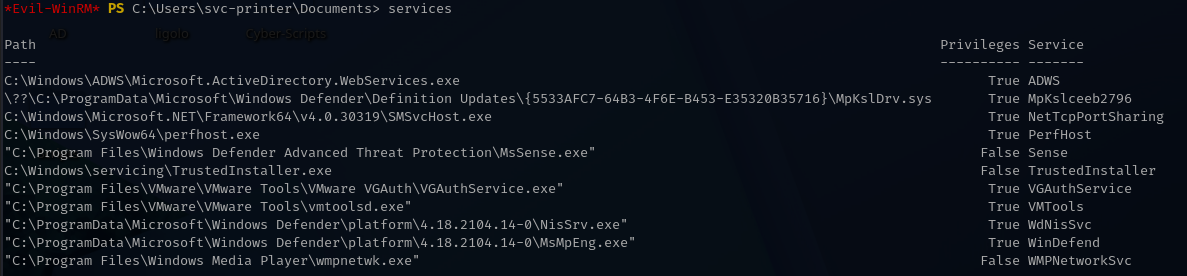 *Evil-WinRM* PS C:\Users\svc-printer\Documents> services
AD ligolo Cyber-Scripts
Path Privileges Service
---- ---------- -------
C:\Windows\ADWS\Microsoft.ActiveDirectory.WebServices.exe True ADWS
\??\C:\ProgramData\Microsoft\Windows Defender\Definition Updates\{5533AFC7-64B3-4F6E-B453-E35320B35716}\MpKslDrv.sys True MpKslceeb2796
C:\Windows\Microsoft.NET\Framework64\v4.0.30319\SMSvcHost.exe True NetTcpPortSharing
C:\Windows\SysWow64\perfhost.exe True PerfHost
"C:\Program Files\Windows Defender Advanced Threat Protection\MsSense.exe" False Sense
C:\Windows\servicing\TrustedInstaller.exe False TrustedInstaller
"C:\Program Files\VMware\VMware Tools\VMware VGAuth\VGAuthService.exe" True VGAuthService
"C:\Program Files\VMware\VMware Tools\vmtoolsd.exe" True VMTools
"C:\ProgramData\Microsoft\Windows Defender\platform\4.18.2104.14-0\NisSrv.exe" True WdNisSvc
"C:\ProgramData\Microsoft\Windows Defender\platform\4.18.2104.14-0\MsMpEng.exe" True WinDefend
"C:\Program Files\Windows Media Player\wmpnetwk.exe" False WMPNetworkSvc